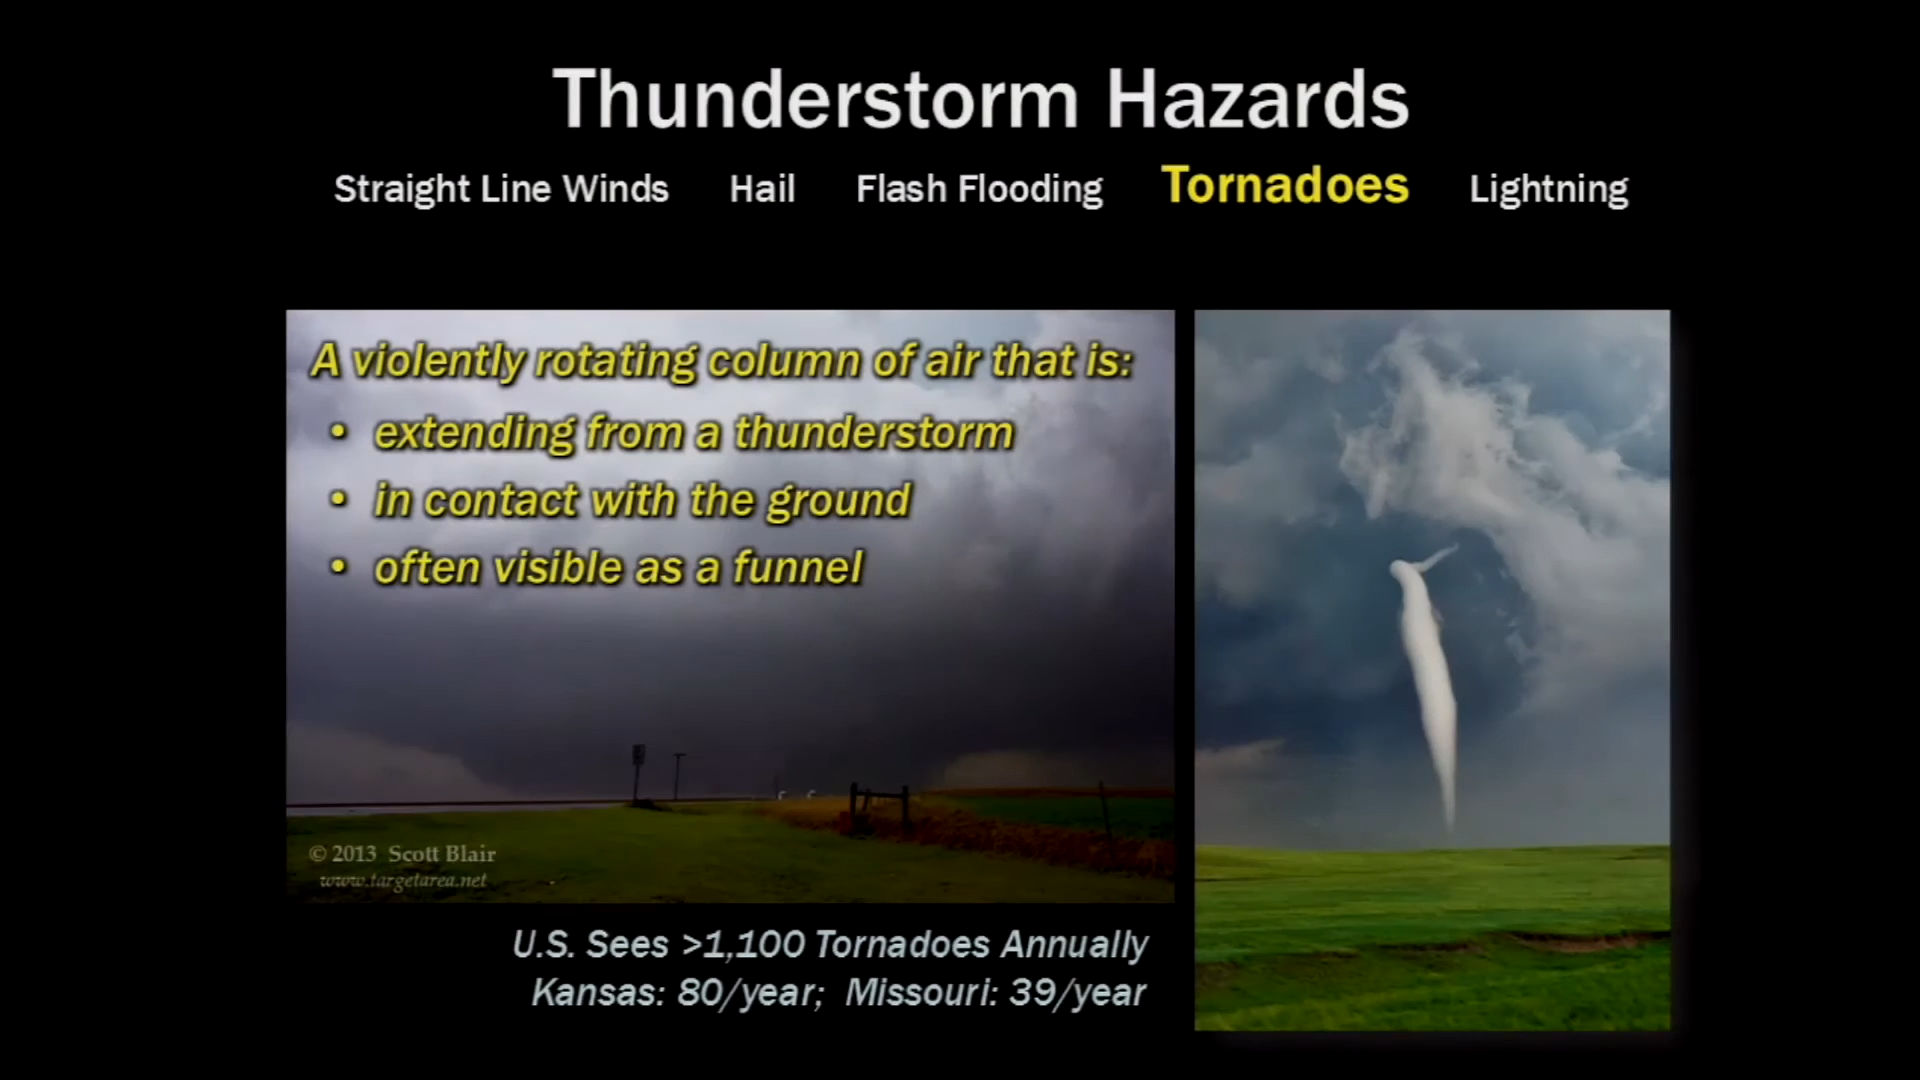 Thunderstorm Hazards
Straight Line Winds Hail Flash Flooding Tornadoes Lightning
A violently rotating column of air that is:
• extending from a thunderstorm
• in contact with the ground
• often visible as a funnel
© 2013 Scott Blair
www.targetarea.net
U.S. Sees >1,100 Tornadoes Annually
Kansas: 80/year; Missouri: 39/year